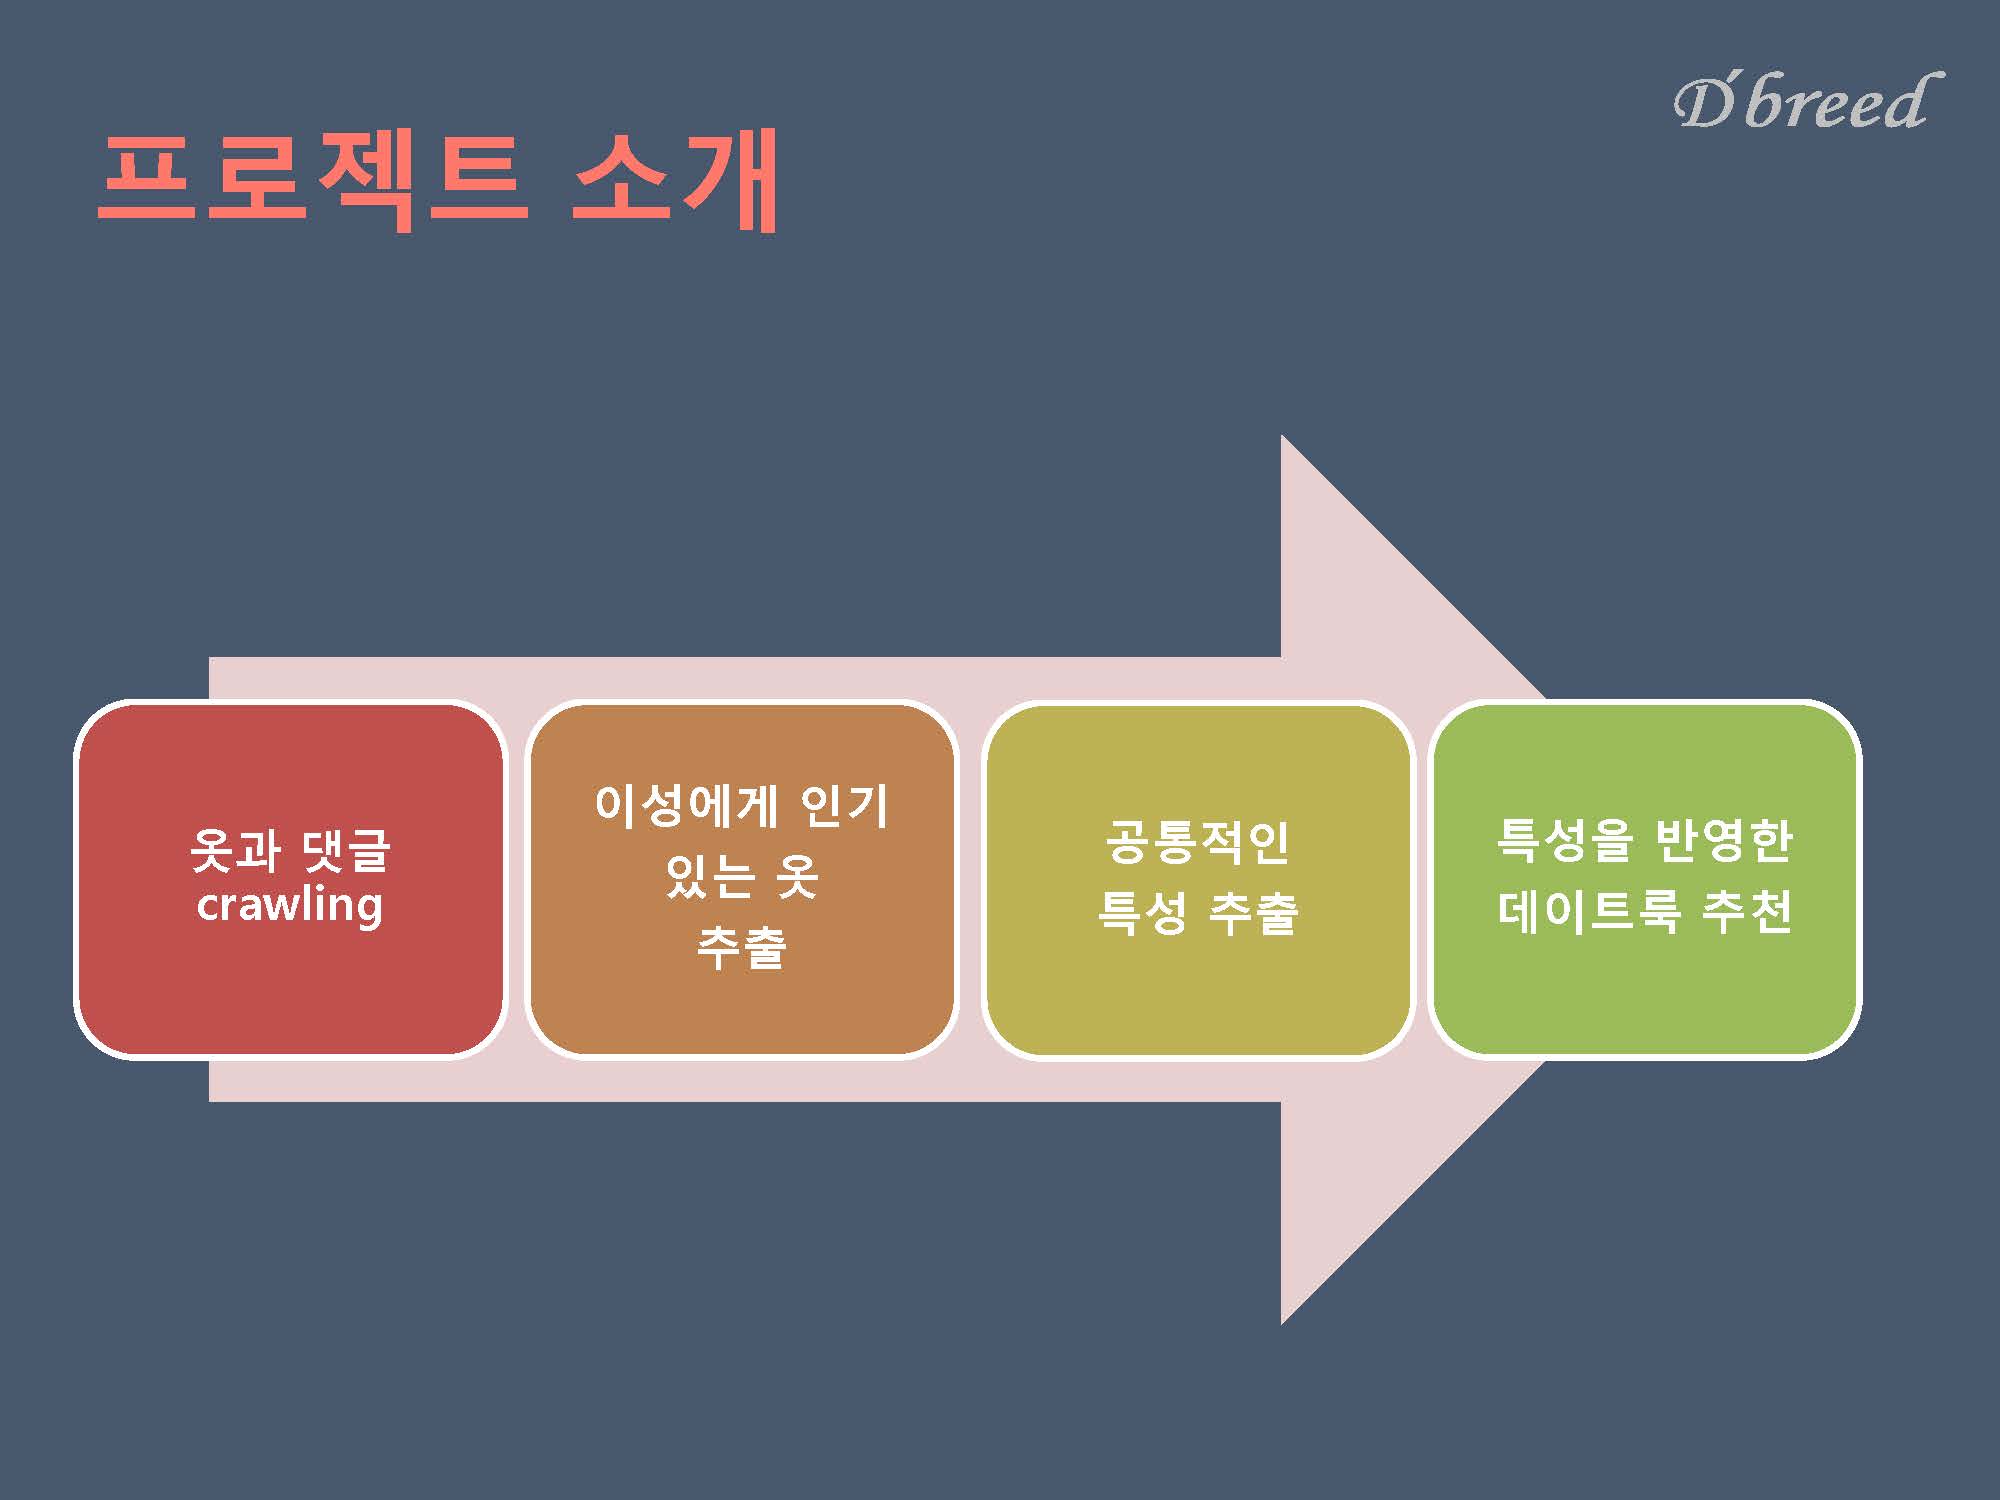 D'breed
프로젝트 소개
옷과 댓글
crawling
이성에게 인기
있는 옷
추출
공통적인
특성 추출
특성을 반영한
데이트룩 추천